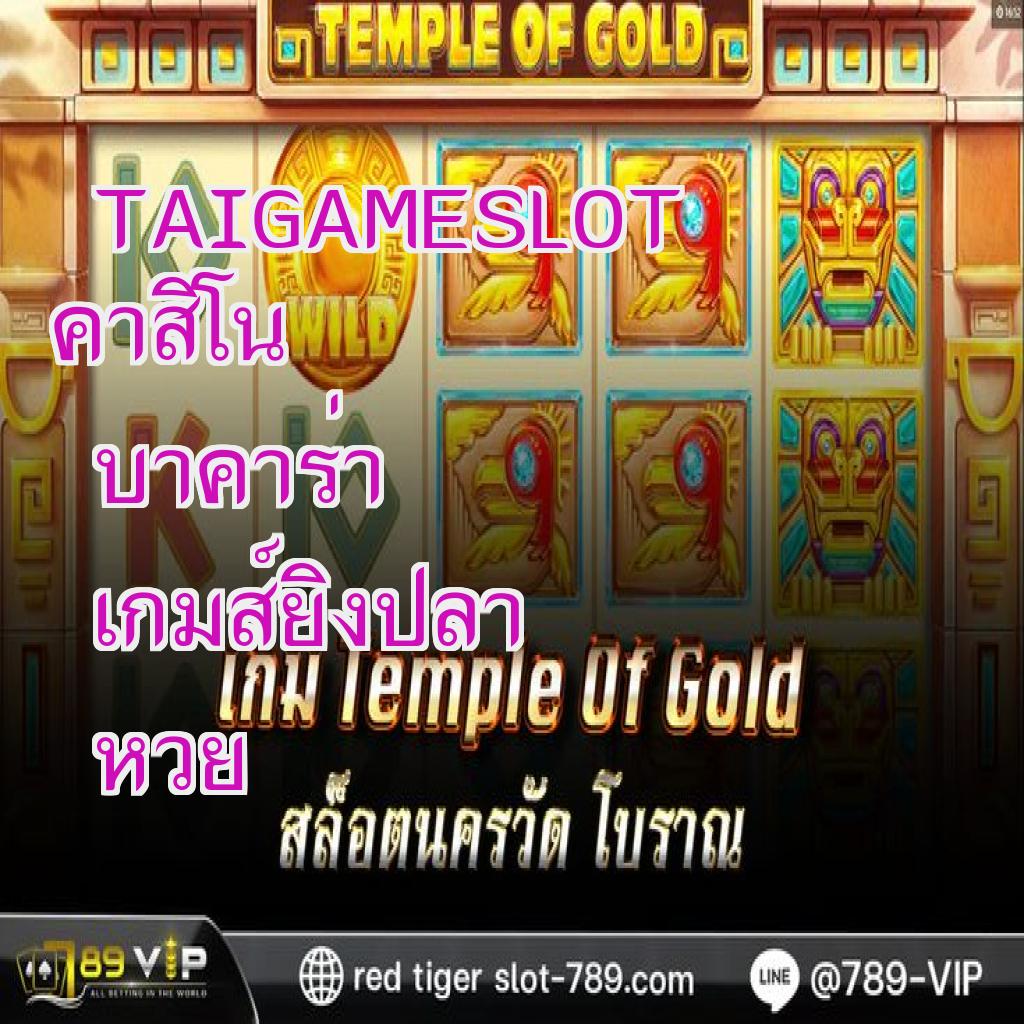 TEMPLE OF GOLD
TAIGAMESLOT
WILD
คาสิโน
บาคาร่า
เกมส์ยิงปลา
เกม Temple Of Gold
หวย
สล็อตนครวัด โบราณ
789 VIP
ALL BETTING IN THE WORLD
red tiger slot-789.com
LINE
@789-VIP